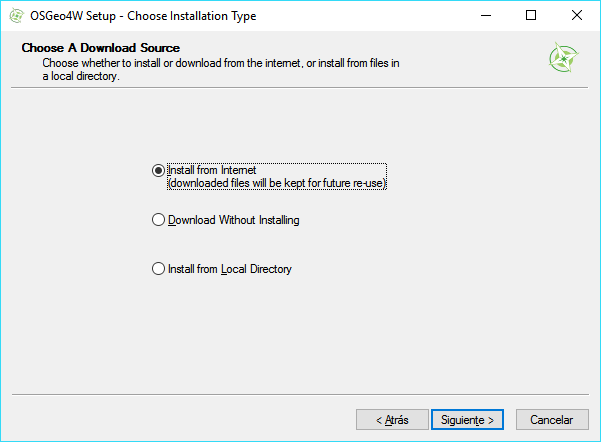 OSGeo4W Setup - Choose Installation Type
Choose A Download Source
Choose whether to install or download from the internet, or install from files in
a local directory.
Install from Internet
(downloaded files will be kept for future re-use)
Download Without Installing
Install from Local Directory
< Atrás
Siguiente >
Cancelar